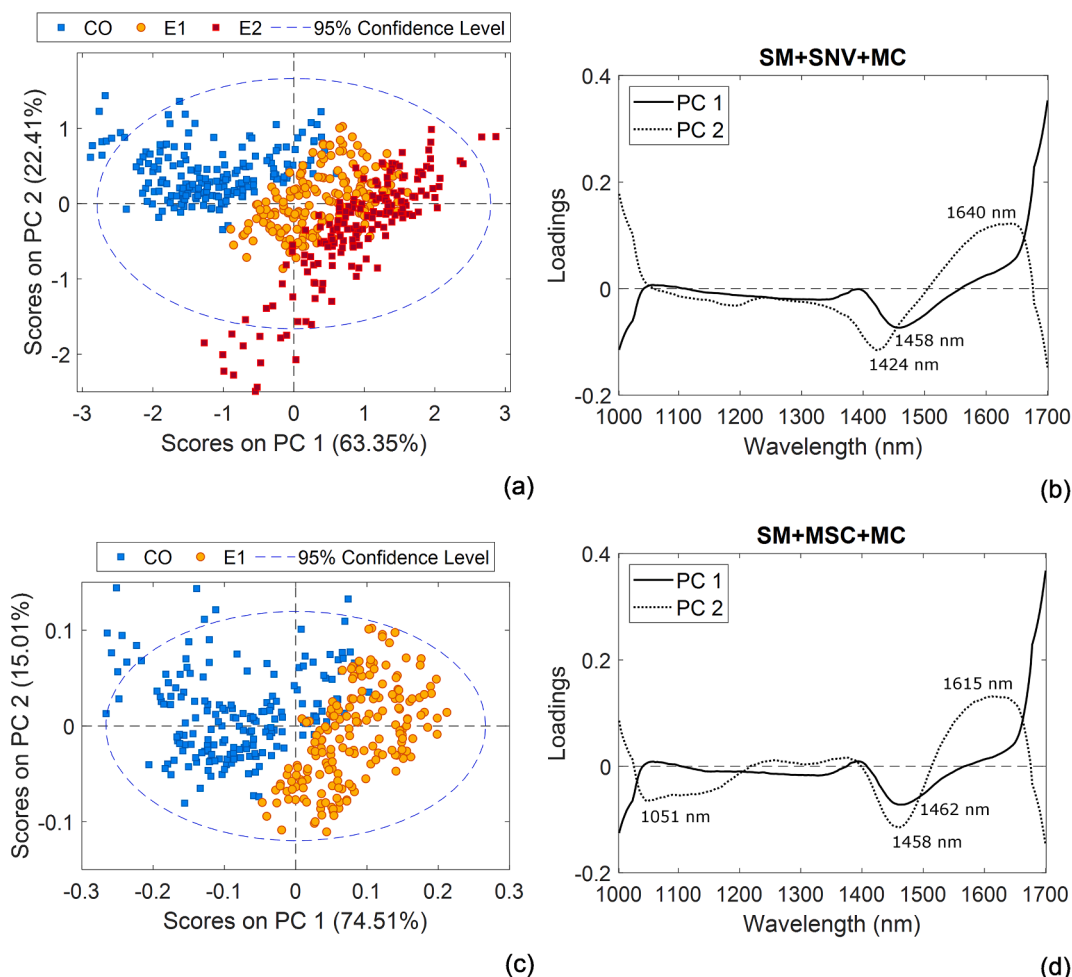 CO E1 E2 95% Confidence Level
Scores on PC 2 (22.41%)
1
0
-1
-2
-3 -2 -1 0 1 2 3
Scores on PC 1 (63.35%)
(a)
SM+SNV+MC
PC 1
PC 2
Loadings
0.4
0.2
0
-0.2
1640 nm
1458 nm
1424 nm
1000 1100 1200 1300 1400 1500 1600 1700
Wavelength (nm)
(b)
CO E1 95% Confidence Level
Scores on PC 2 (15.01%)
0.1
0
-0.1
-0.3 -0.2 -0.1 0 0.1 0.2 0.3
Scores on PC 1 (74.51%)
(c)
SM+MSC+MC
PC 1
PC 2
Loadings
0.4
0.2
0
-0.2
1615 nm
1051 nm
1462 nm
1458 nm
1000 1100 1200 1300 1400 1500 1600 1700
Wavelength (nm)
(d)